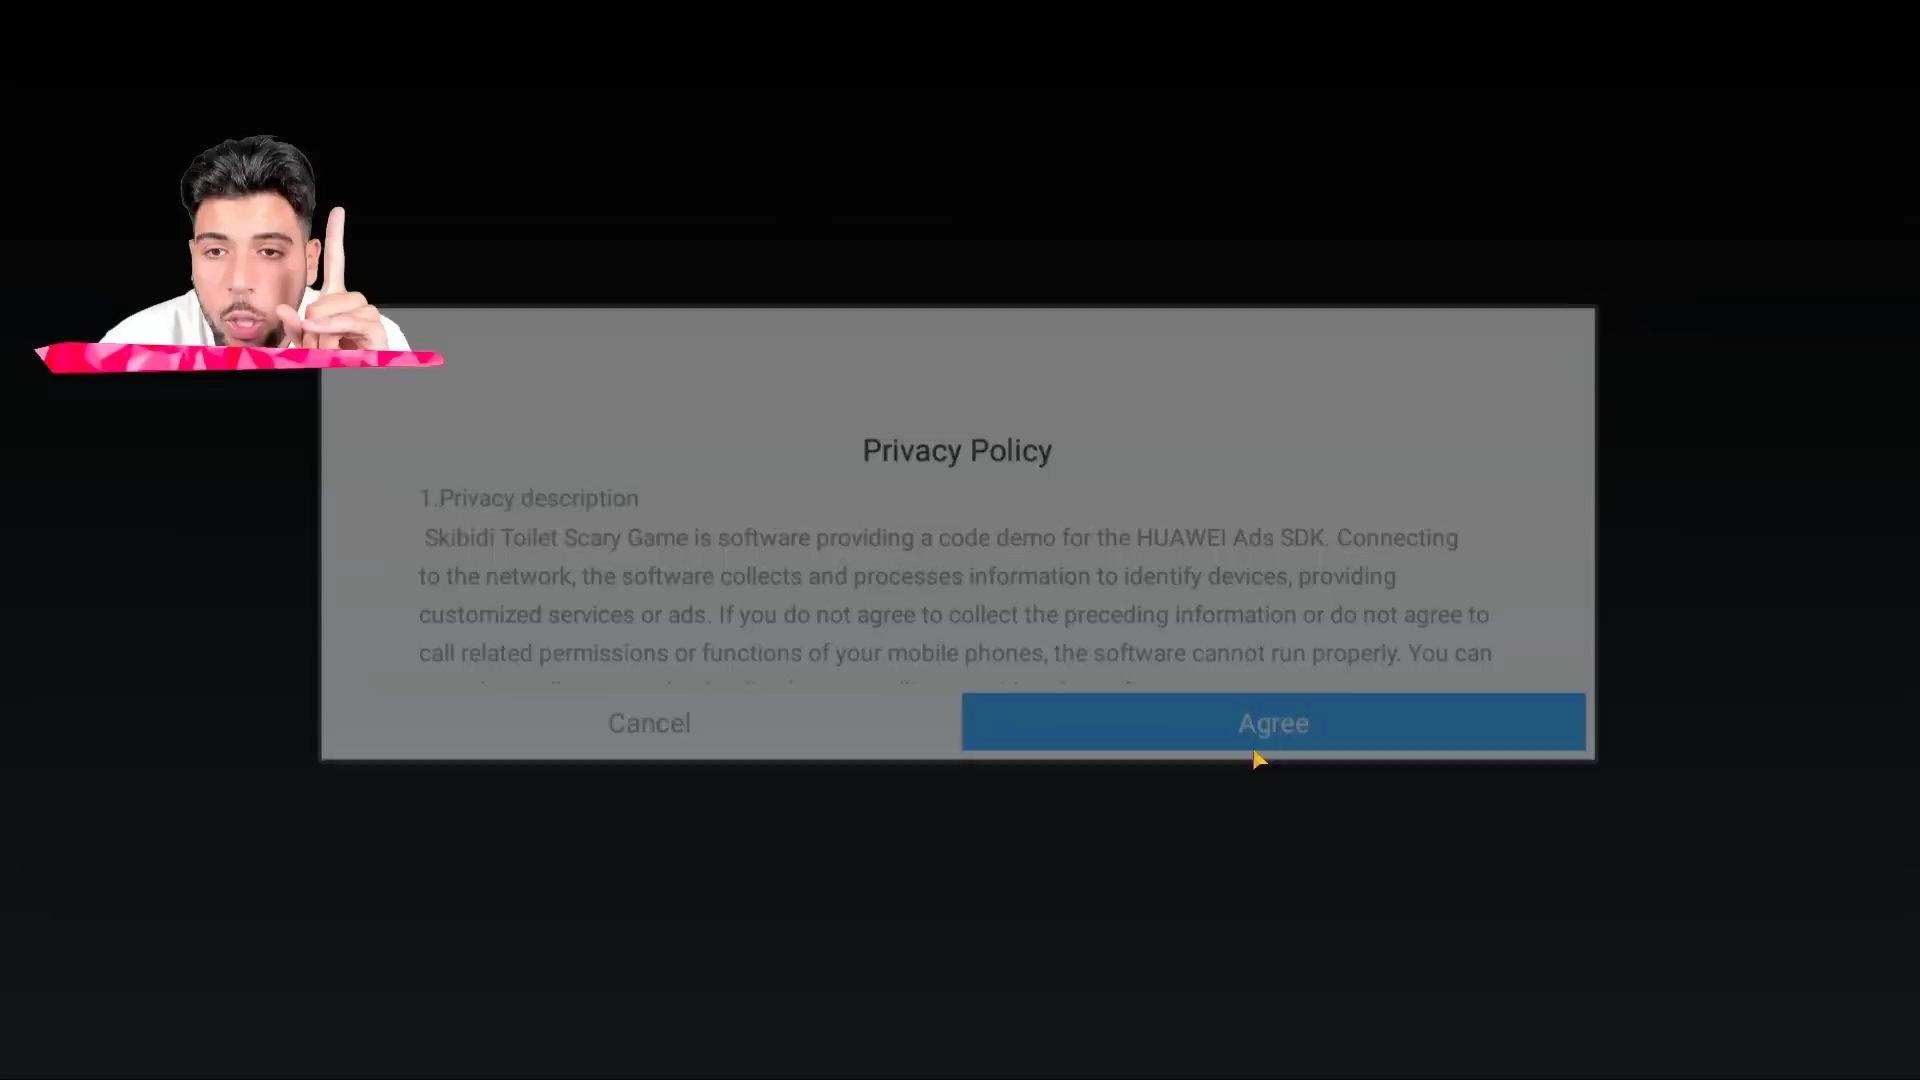 Privacy Policy
1.Privacy description
Skibidi Toilet Scary Game is software providing a code demo for the HUAWEI Ads SDK. Connecting
to the network, the software collects and processes information to identify devices, providing
customized services or ads. If you do not agree to collect the preceding information or do not agree to
call related permissions or functions of your mobile phones, the software cannot run properly. You can
Cancel
Agree